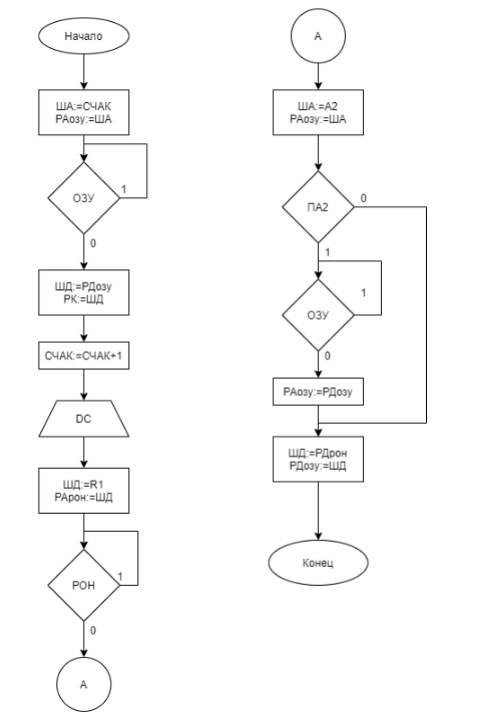 Начало
ША:=СЧАК
РАозу:=ША
ОЗУ
1
0
ШД:=РДозу
РК:=ШД
СЧАК:=СЧАК+1
DC
ШД:=R1
РАрон:=ШД
РОН
1
0
А
А
ША:=А2
РАозу:=ША
ПА2
0
1
ОЗУ
1
0
РАозу:=РДозу
ШД:=РДрон
РДозу:=ШД
Конец